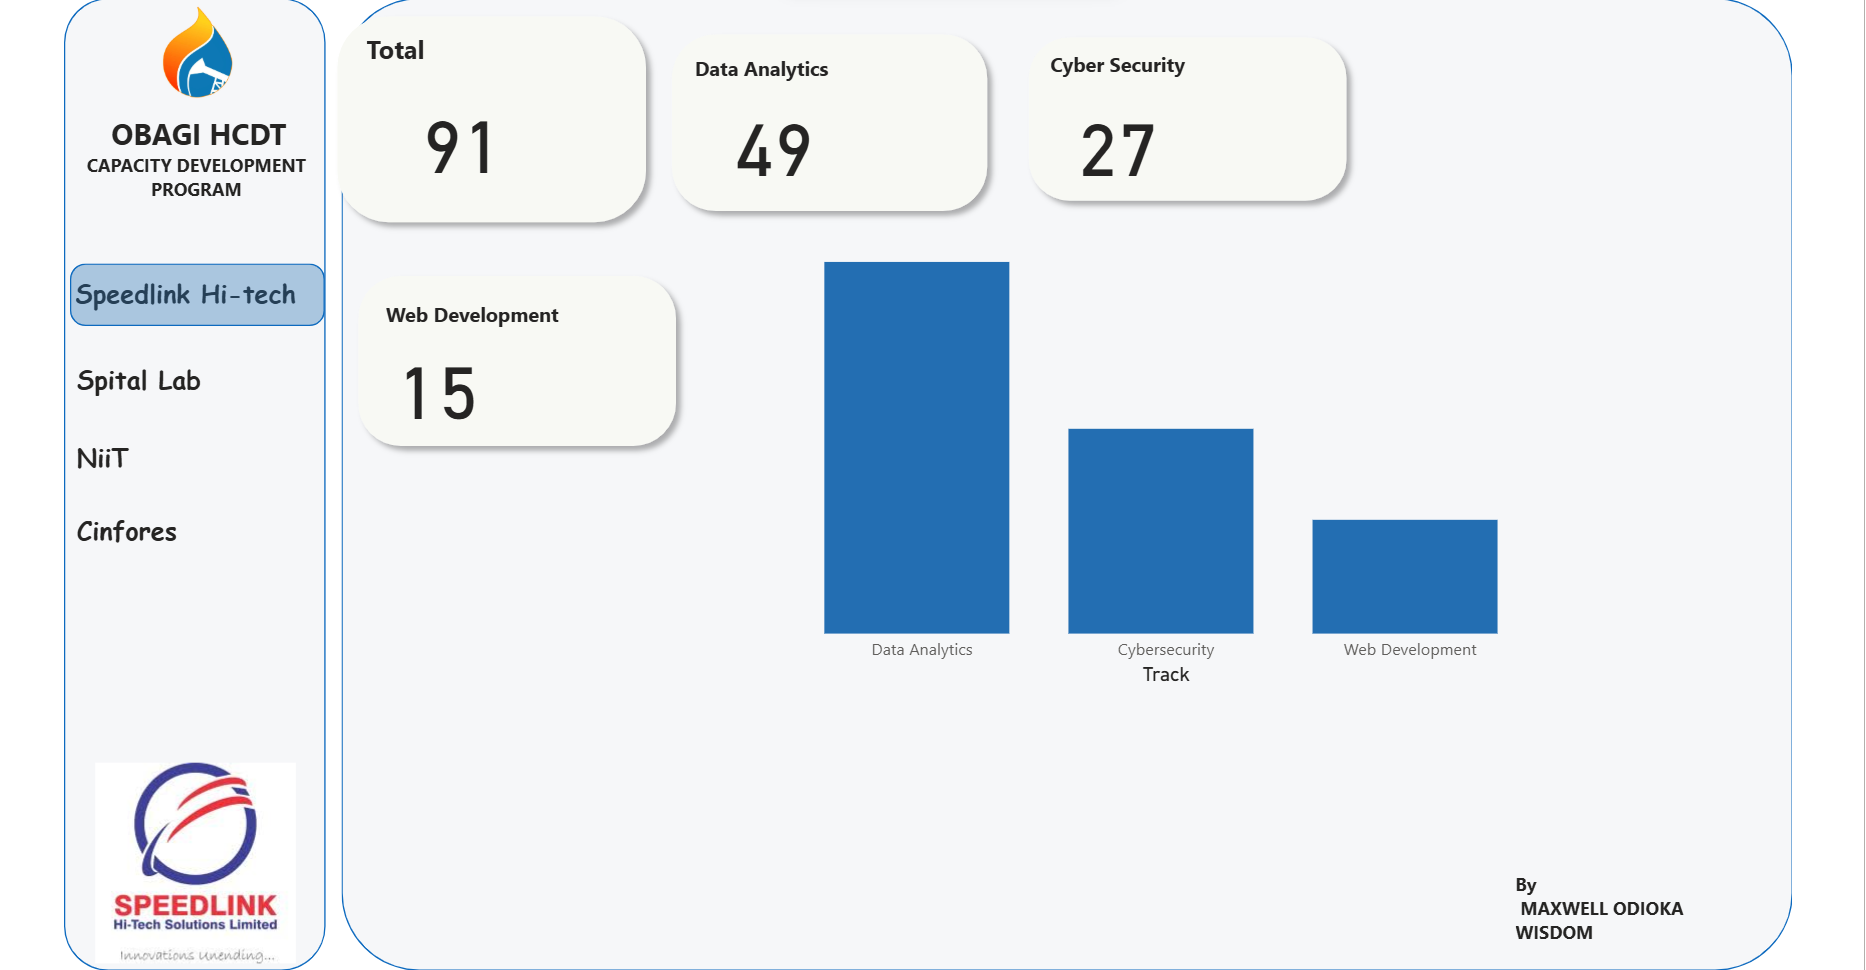 OBAGI HCDT
CAPACITY DEVELOPMENT
PROGRAM
Speedlink Hi-tech
Spital Lab
NiiT
Cinfores
SPEEDLINK
Hi-Tech Solutions Limited
Innovations Unending...
Total
91
Data Analytics
49
Cyber Security
27
Web Development
15
Data Analytics
Cybersecurity
Web Development
Track
By
MAXWELL ODIOKA
WISDOM